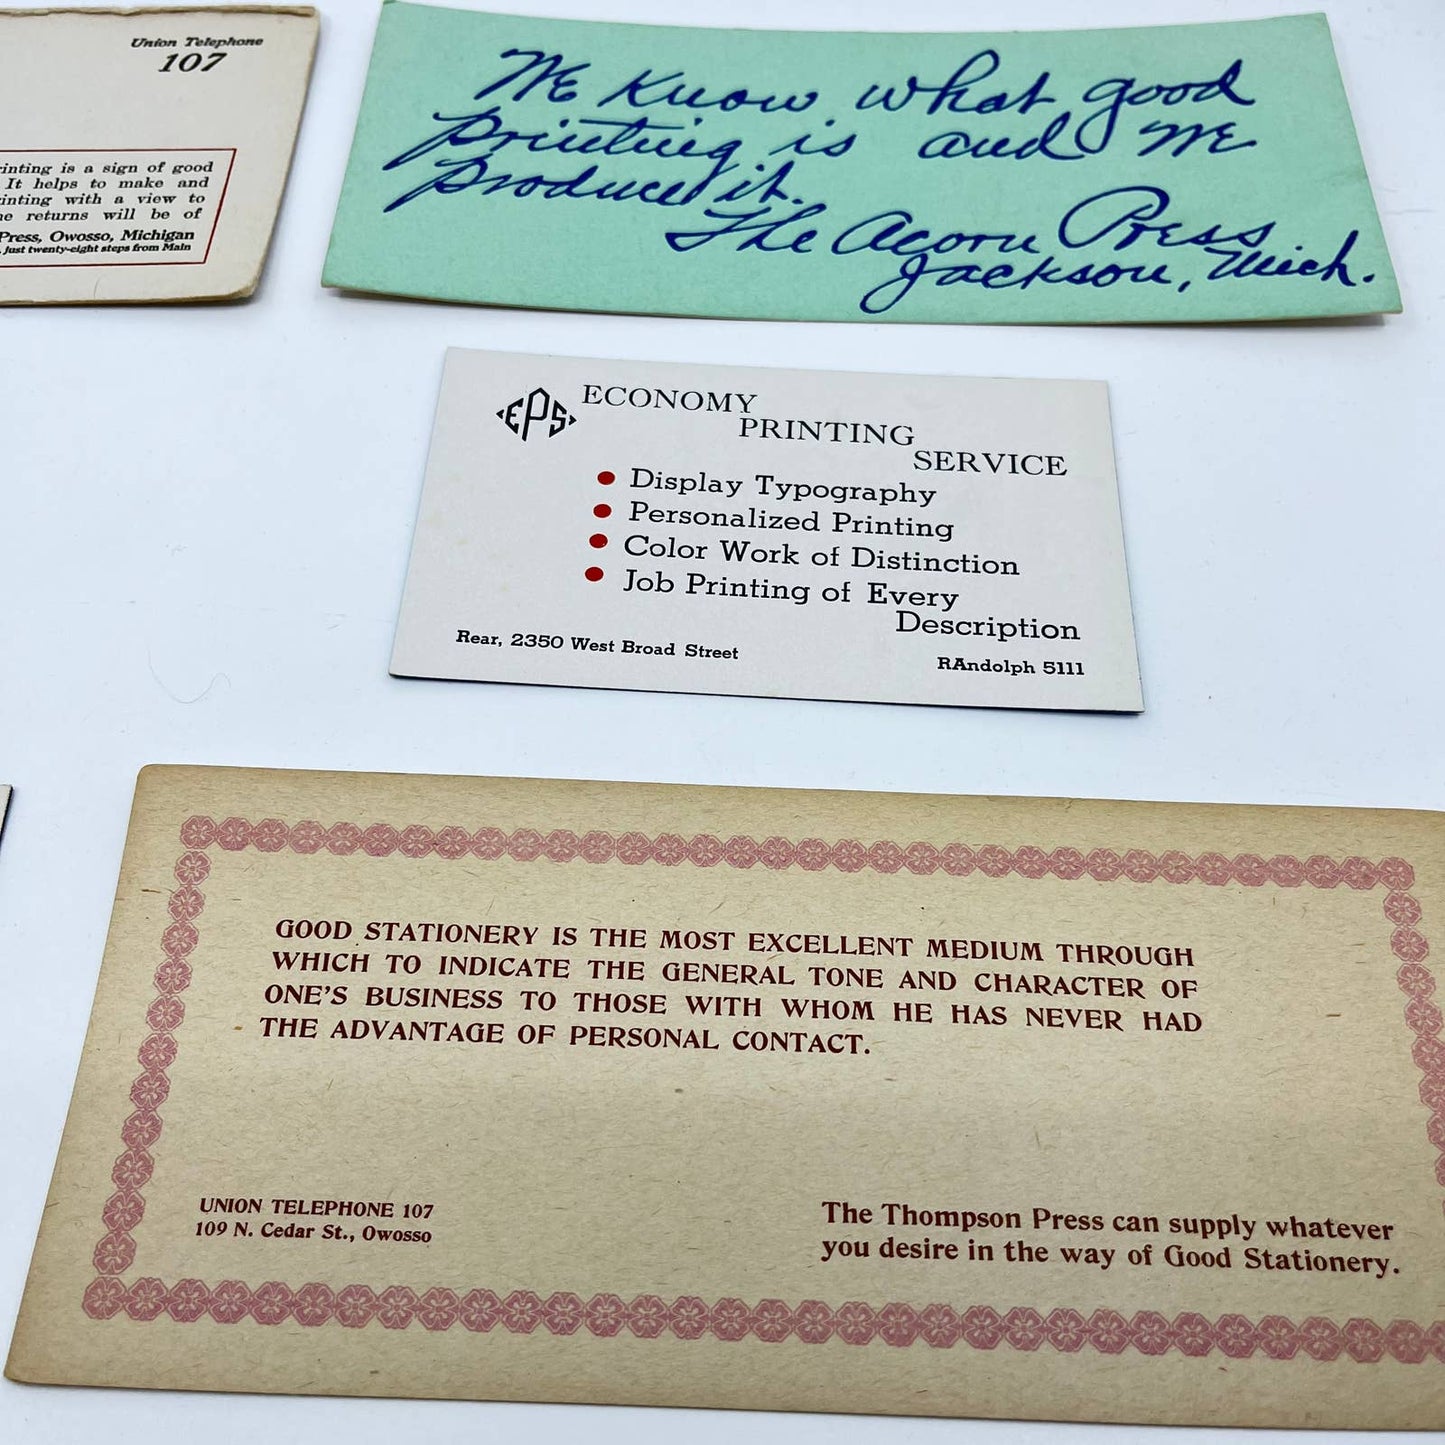 Union Telephone
107
rinting is a sign of good
It helps to make and
rinting with a view to
e returns will be of
Press, Owosso, Michigan
just twenty-eight steps from Main
We know what good
printing is and we
produce it.
The Acorn Press
Jackson, Mich.
EPS
ECONOMY
PRINTING
SERVICE
Display Typography
Personalized Printing
Color Work of Distinction
Job Printing of Every
Description
Rear, 2350 West Broad Street
RAndolph 5111
GOOD STATIONERY IS THE MOST EXCELLENT MEDIUM THROUGH
WHICH TO INDICATE THE GENERAL TONE AND CHARACTER OF
ONE'S BUSINESS TO THOSE WITH WHOM HE HAS NEVER HAD
THE ADVANTAGE OF PERSONAL CONTACT.
UNION TELEPHONE 107
109 N. Cedar St., Owosso
The Thompson Press can supply whatever
you desire in the way of Good Stationery.